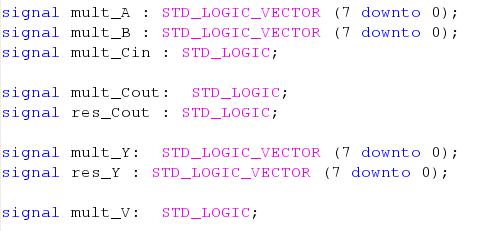 signal mult_A : STD_LOGIC_VECTOR (7 downto 0);
signal mult_B : STD_LOGIC_VECTOR (7 downto 0);
signal mult_Cin : STD_LOGIC;
signal mult_Cout:  STD_LOGIC;
signal res_Cout : STD_LOGIC;
signal mult_Y:  STD_LOGIC_VECTOR (7 downto 0);
signal res_Y : STD_LOGIC_VECTOR (7 downto 0);
signal mult_V:  STD_LOGIC;